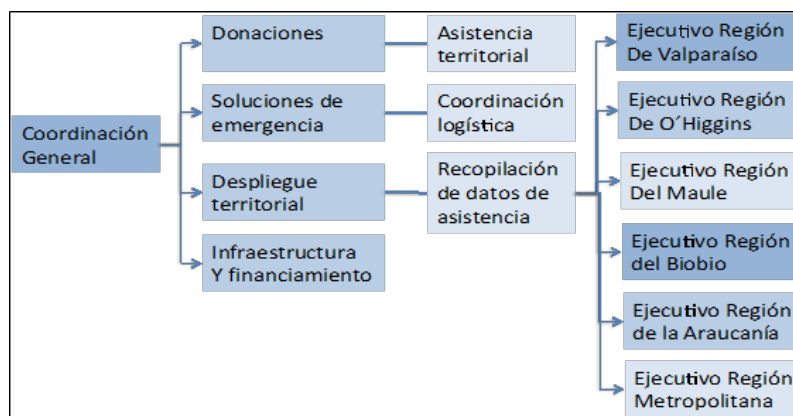 Coordinación
General
Donaciones
Soluciones de
emergencia
Despliegue
territorial
Infraestructura
Y financiamiento
Asistencia
territorial
Coordinación
logística
Recopilación
de datos de
asistencia
Ejecutivo Región
De Valparaíso
Ejecutivo Región
De O´Higgins
Ejecutivo Región
Del Maule
Ejecutivo Región
del Biobio
Ejecutivo Región
de la Araucanía
Ejecutivo Región
Metropolitana